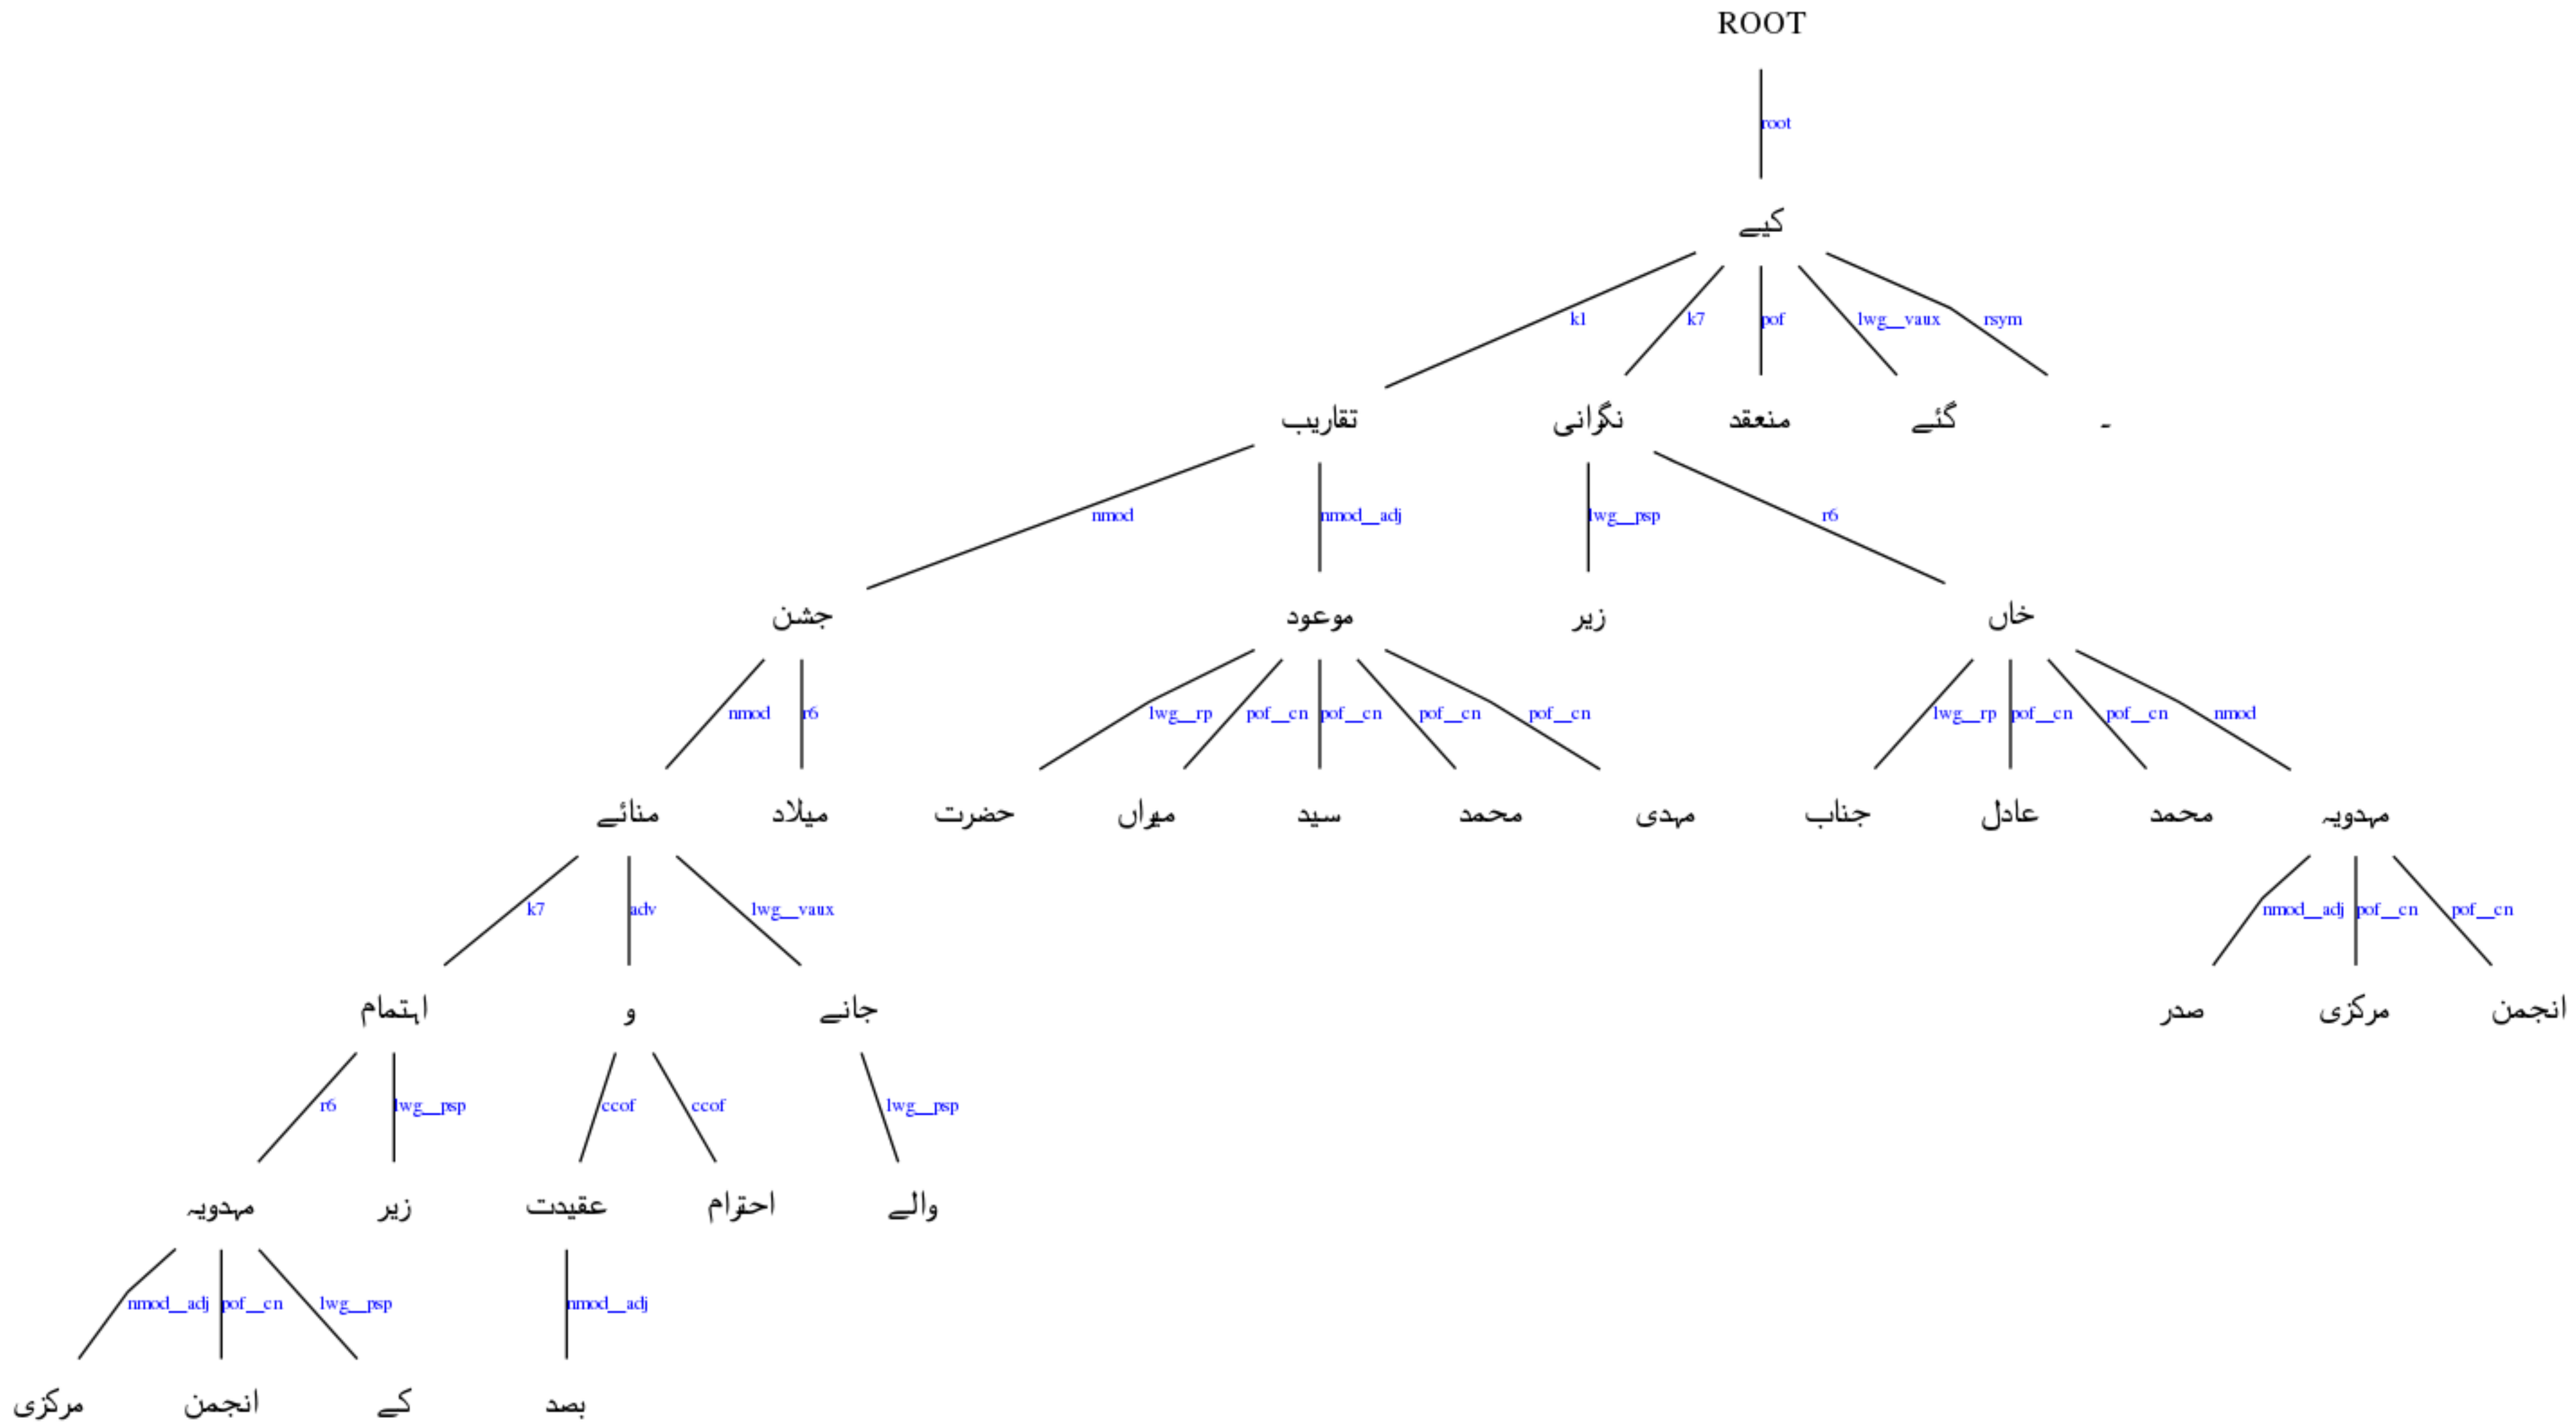 ROOT
root
کیے
k1 k7 pof lwg__vaux rsym
تقاریب نگرانی منعقد گئے ۔
nmod nmod__adj lwg__psp r6
جشن موعود زیر خاں
nmod r6 lwg__rp pof__cn pof__cn pof__cn pof__cn lwg__rp pof__cn pof__cn nmod
منائے میلاد حضرت میراں سید محمد مہدی جناب عادل محمد مہدویہ
k7 adv lwg__vaux nmod__adj pof__cn pof__cn
اہتمام و جانے صدر مرکزی انجمن
r6 lwg__psp ccof ccof lwg__psp
مہدویہ زیر عقیدت احترام والے
nmod__adj pof__cn lwg__psp nmod__adj
مرکزی انجمن کے بصد